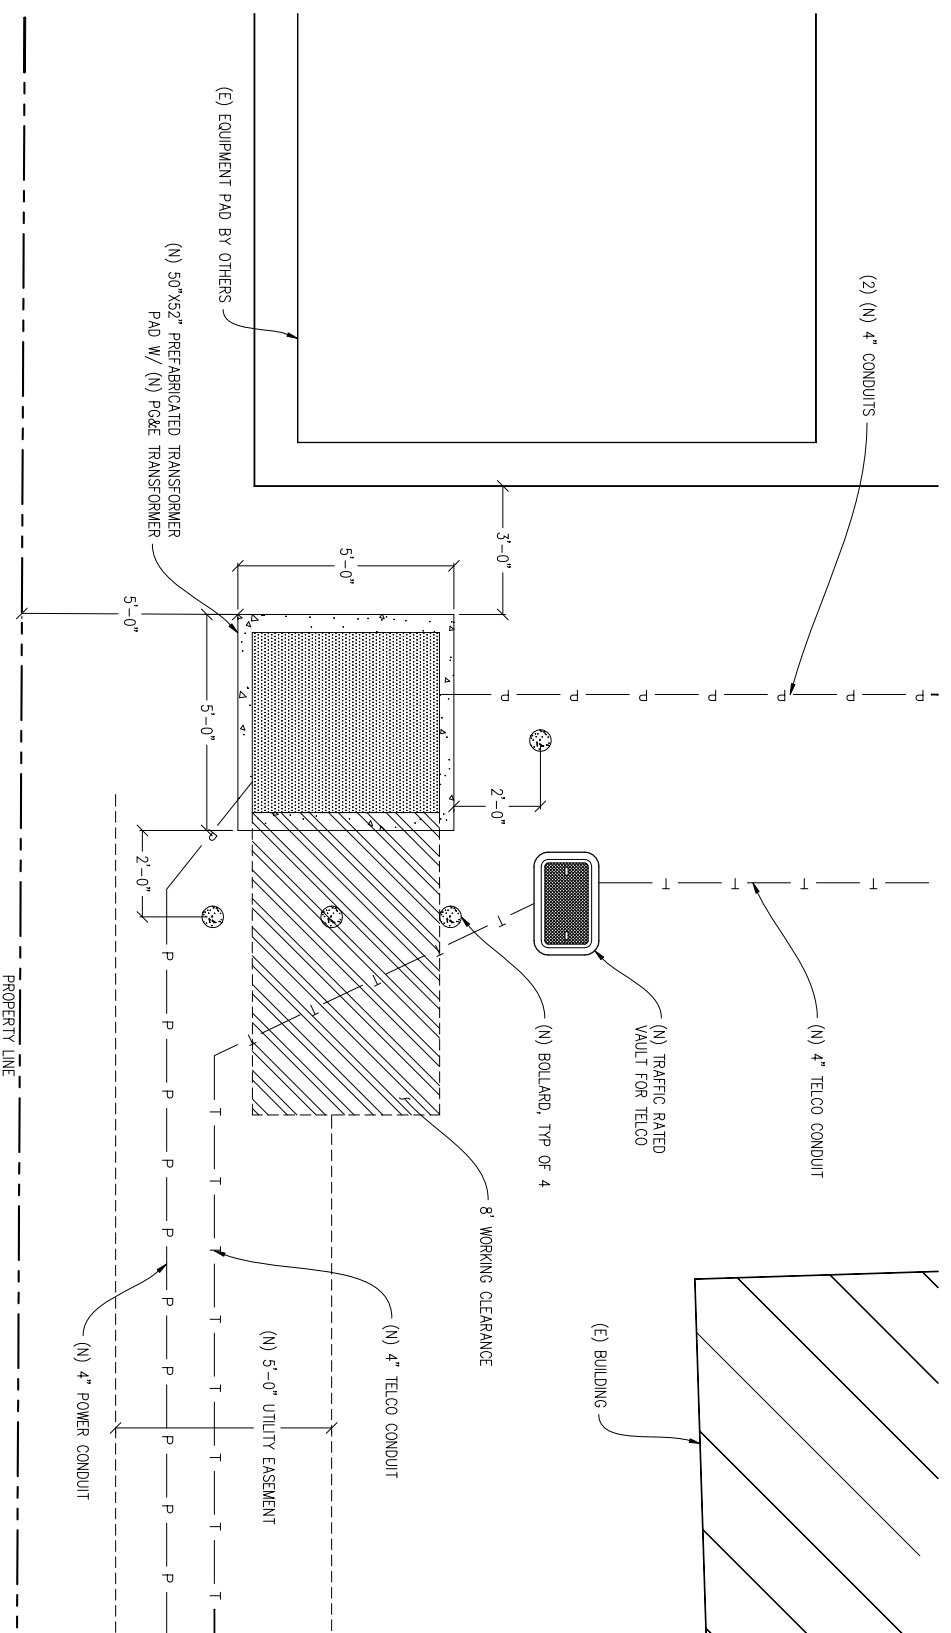 (2) (N) 4" CONDUITS
(E) EQUIPMENT PAD BY OTHERS
(N) 50"X52" PREFABRICATED TRANSFORMER
PAD W/ (N) PG&E TRANSFORMER
3'-0"
5'-0"
5'-0"
5'-0"
2'-0"
2'-0"
(N) 4" TELCO CONDUIT
(N) TRAFFIC RATED
VAULT FOR TELCO
(N) BOLLARD, TYP OF 4
8' WORKING CLEARANCE
(E) BUILDING
(N) 4" TELCO CONDUIT
(N) 5'-0" UTILITY EASEMENT
(N) 4" POWER CONDUIT
PROPERTY LINE
P P P P P P P
T T T T
P
T T T T T
P P P P P P P P P P
T T T T T T T T